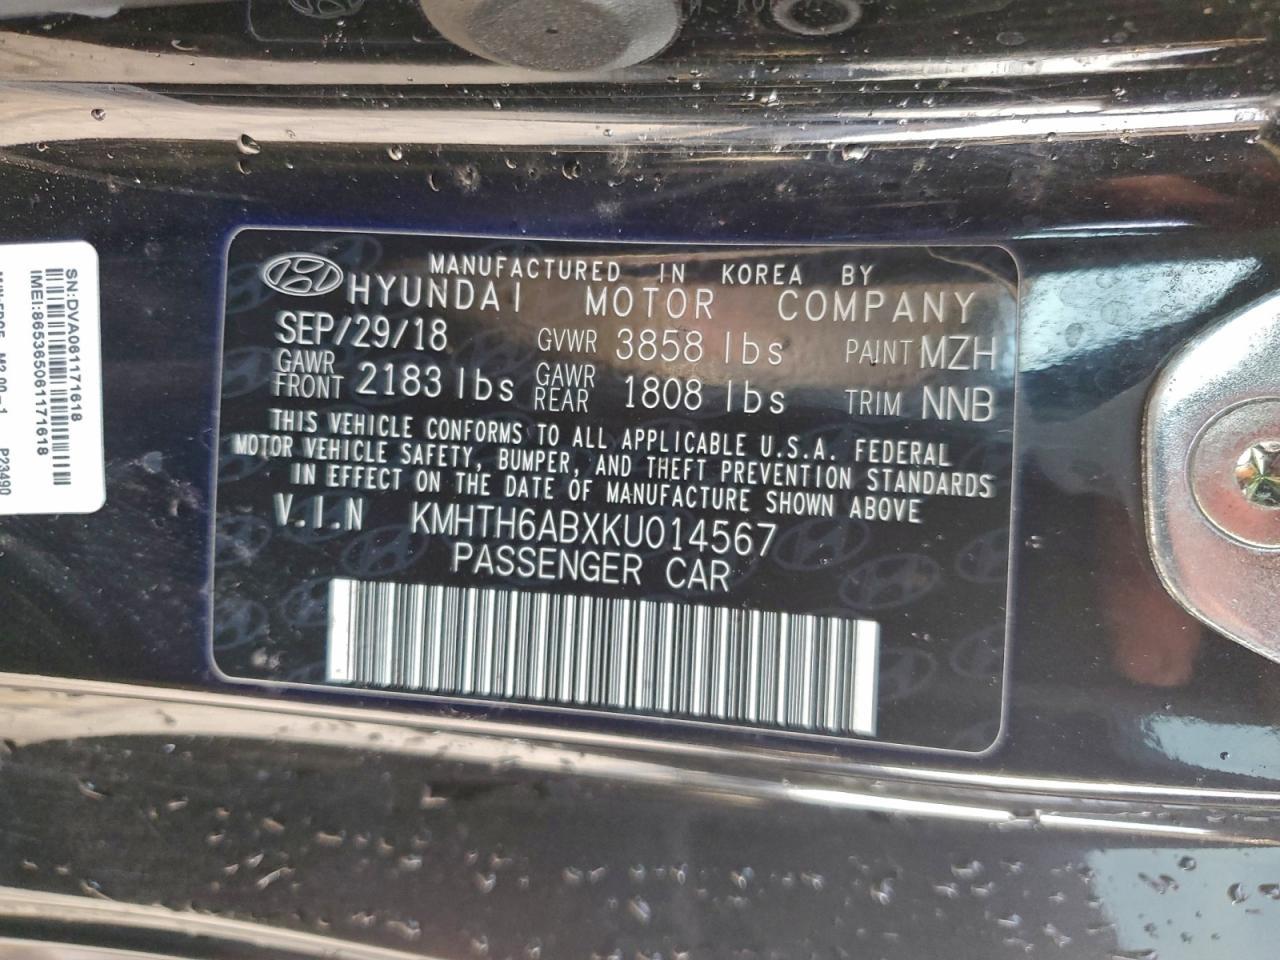 MANUFACTURED IN KOREA BY
HYUNDAI MOTOR COMPANY
SEP/29/18 GVWR 3858 lbs PAINT MZH
GAWR FRONT 2183 lbs GAWR REAR 1808 lbs TRIM NNB
THIS VEHICLE CONFORMS TO ALL APPLICABLE U.S.A. FEDERAL
MOTOR VEHICLE SAFETY, BUMPER, AND THEFT PREVENTION STANDARDS
IN EFFECT ON THE DATE OF MANUFACTURE SHOWN ABOVE
V.I.N KMHTH6ABXKU014567
PASSENGER CAR
SN:DVA061171618
IMEI:865365061171618
P23490